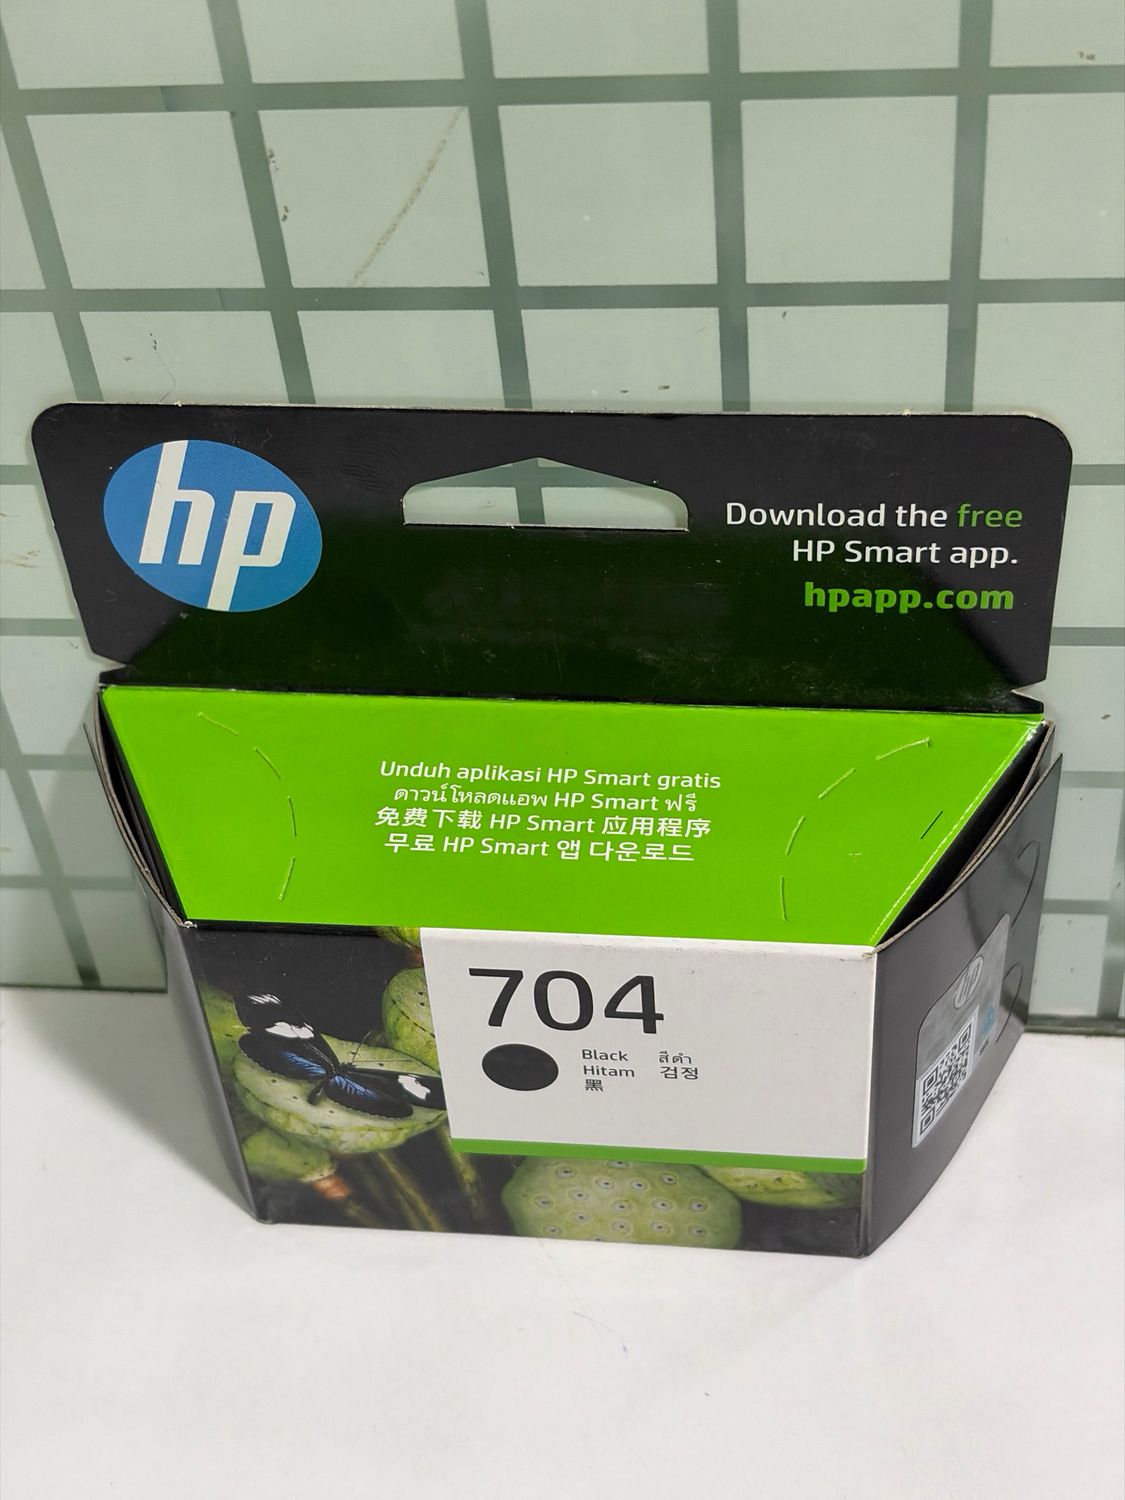 hp
Download the free
HP Smart app.
hpapp.com
Unduh aplikasi HP Smart gratis
ดาวน์โหลดแอพ HP Smart ฟรี
免费下载 HP Smart 应用程序
무료 HP Smart 앱 다운로드
704
Black สีดำ
Hitam 검정
黑
hp